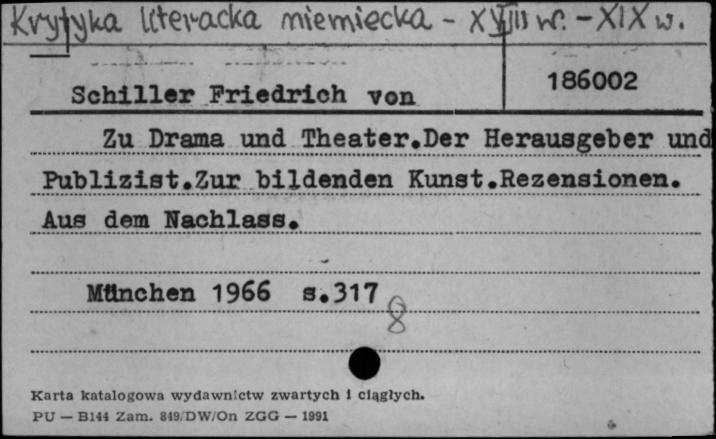 Krytyka literacka niemiecka - XVIII w. - XIX w.
Schiller Friedrich von
186002
Zu Drama und Theater.Der Herausgeber und
Publizist.Zur bildenden Kunst.Rezensionen.
Aus dem Nachlass.
München 1966 s.317
8
Karta katalogowa wydawnictw zwartych i ciągłych.
PU — B144 Zam. 849/DW/On ZGG — 1991